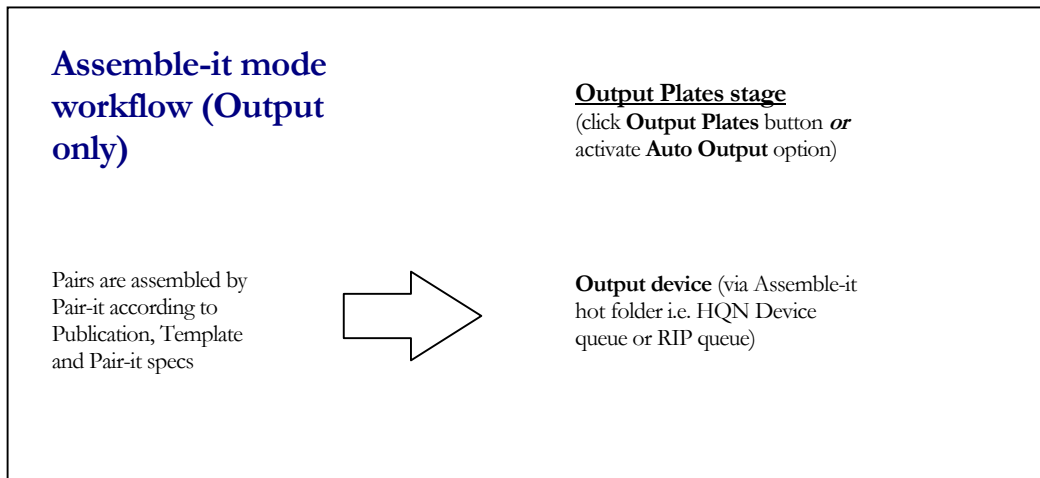 Assemble-it mode
workflow (Output
only)
Output Plates stage
(click Output Plates button or
activate Auto Output option)
Pairs are assembled by
Pair-it according to
Publication, Template
and Pair-it specs
Output device (via Assemble-it
hot folder i.e. HQN Device
queue or RIP queue)